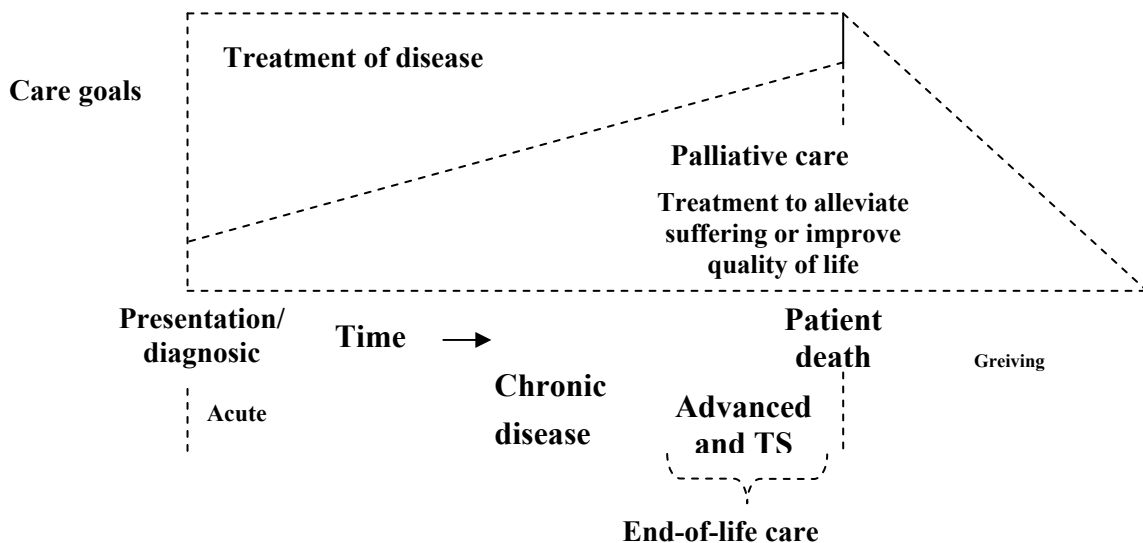 Treatment of disease
Care goals
Palliative care
Treatment to alleviate
suffering or improve
quality of life
Presentation/
diagnosic
Time
Patient
death
Greiving
Chronic
disease
Acute
Advanced
and TS
End-of-life care